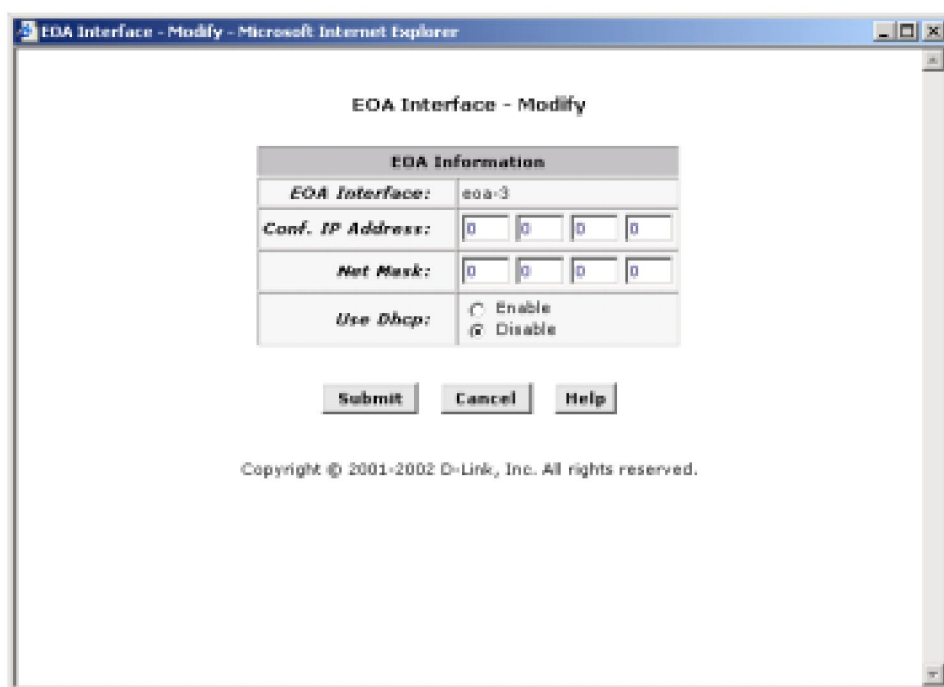 EOA Interface - Modify - Microsoft Internet Explorer
EOA Interface - Modify
EOA Information
EOA Interface: eoa-3
Conf. IP Address: 0 0 0 0
Net Mask: 0 0 0 0
Use Dhcp: Enable
Disable
Submit Cancel Help
Copyright © 2001-2002 D-Link, Inc. All rights reserved.